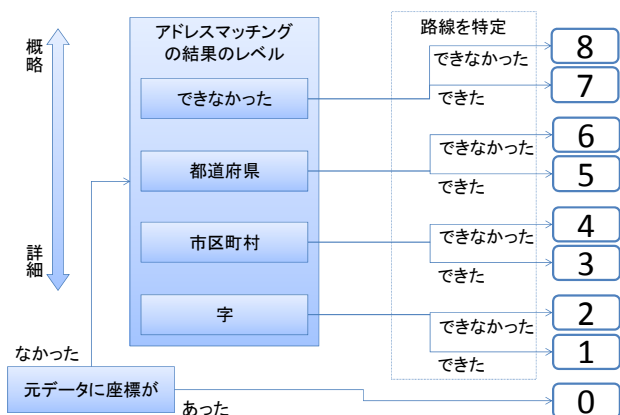 概略
詳細
アドレスマッチング
の結果のレベル
できなかった
都道府県
市区町村
字
路線を特定
できなかった
できた
できなかった
できた
できなかった
できた
できなかった
できた
8
7
6
5
4
3
2
1
0
なかった
元データに座標が
あった